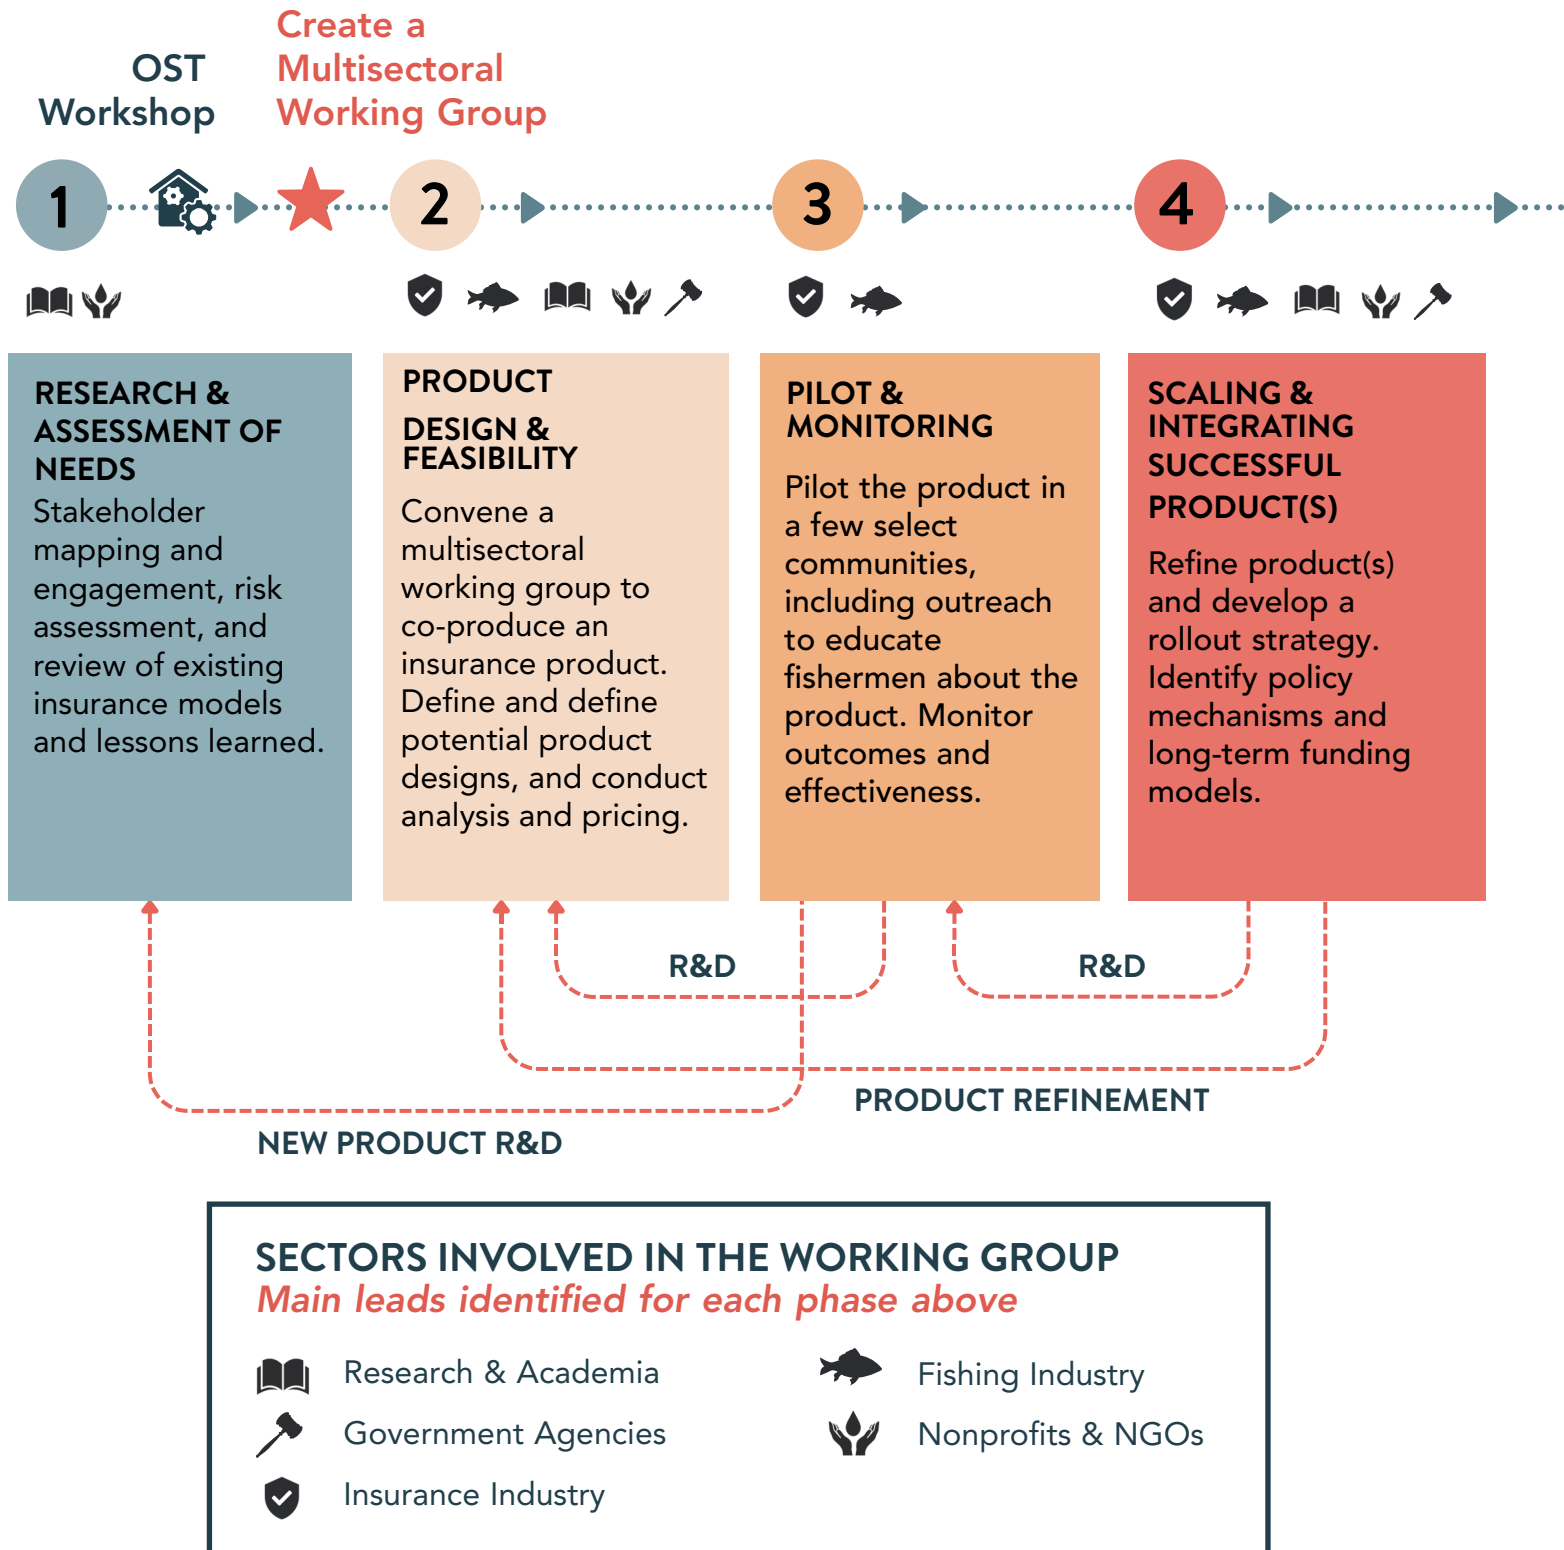 OST
Workshop
Create a
Multisectoral
Working Group
1
2
3
4
RESEARCH &
ASSESSMENT OF
NEEDS
Stakeholder
mapping and
engagement, risk
assessment, and
review of existing
insurance models
and lessons learned.
PRODUCT
DESIGN &
FEASIBILITY
Convene a
multisectoral
working group to
co-produce an
insurance product.
Define and define
potential product
designs, and conduct
analysis and pricing.
PILOT &
MONITORING
Pilot the product in
a few select
communities,
including outreach
to educate
fishermen about the
product. Monitor
outcomes and
effectiveness.
SCALING &
INTEGRATING
SUCCESSFUL
PRODUCT(S)
Refine product(s)
and develop a
rollout strategy.
Identify policy
mechanisms and
long-term funding
models.
R&D
R&D
PRODUCT REFINEMENT
NEW PRODUCT R&D
SECTORS INVOLVED IN THE WORKING GROUP
Main leads identified for each phase above
Research & Academia
Government Agencies
Insurance Industry
Fishing Industry
Nonprofits & NGOs